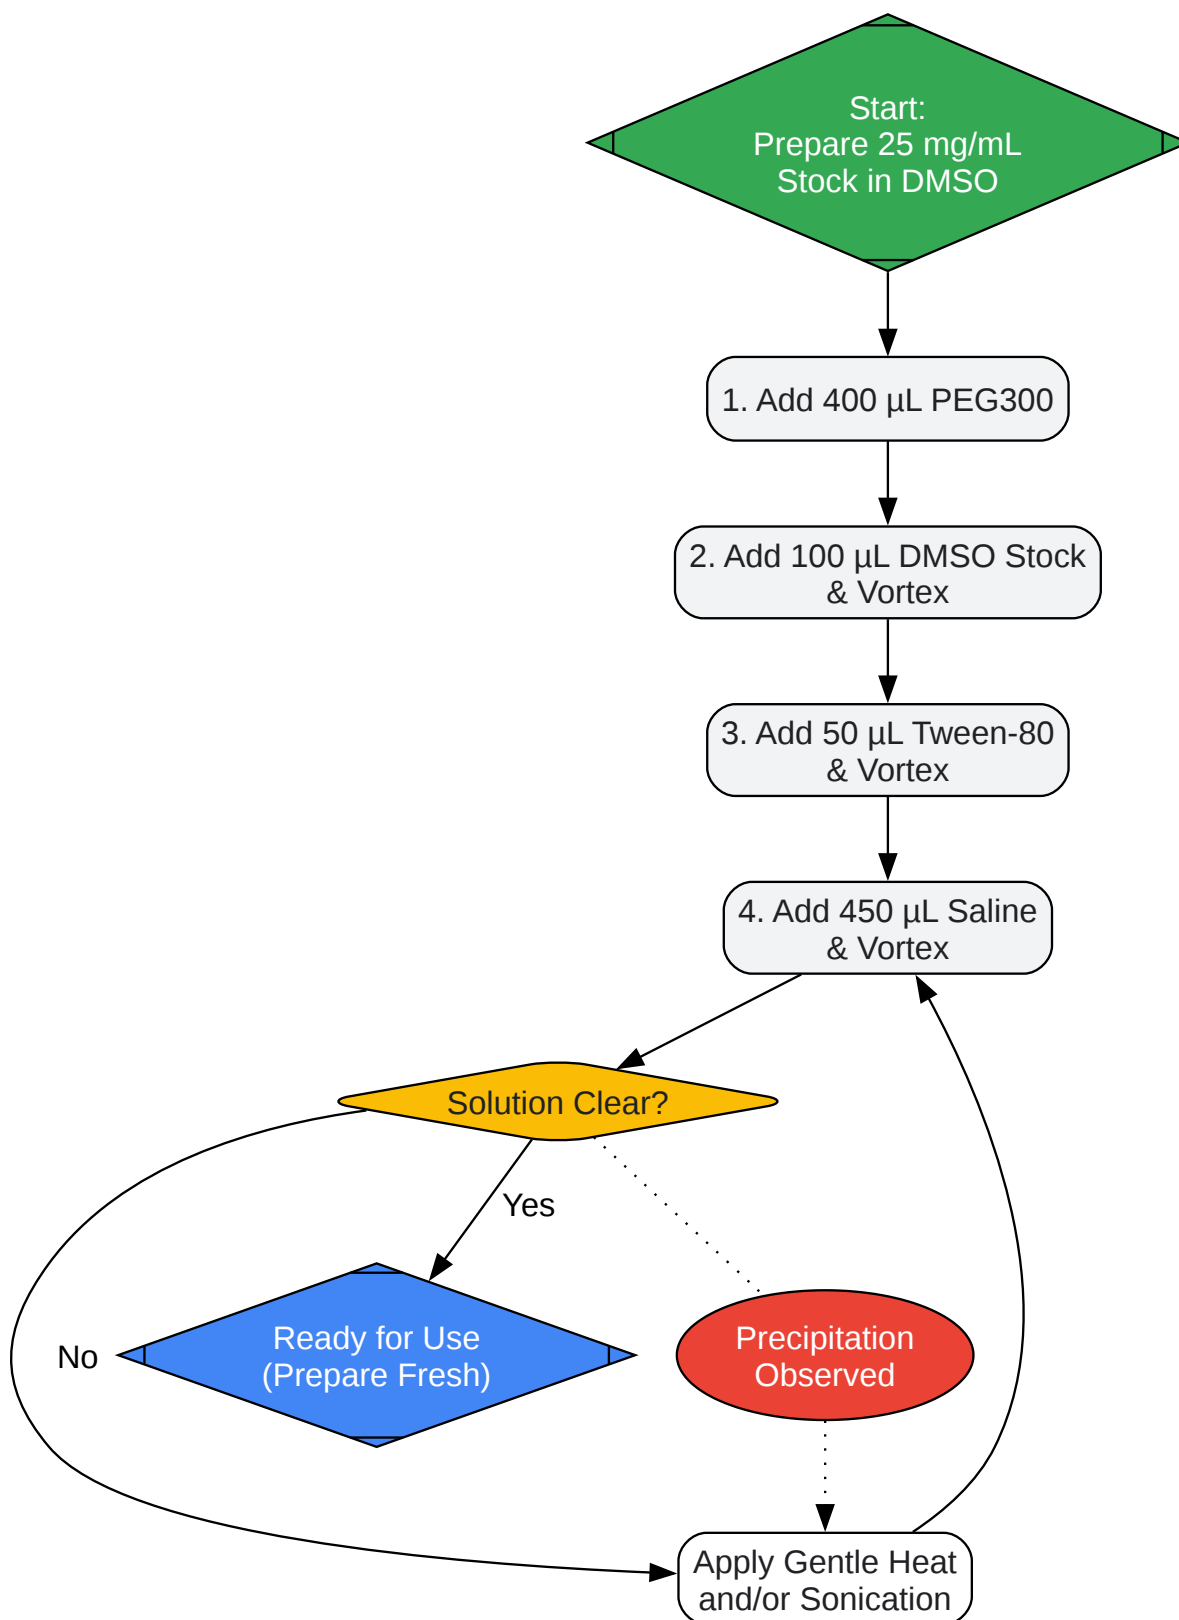 Start:
Prepare 25 mg/mL
Stock in DMSO
1. Add 400 µL PEG300
2. Add 100 µL DMSO Stock
& Vortex
3. Add 50 µL Tween-80
& Vortex
4. Add 450 µL Saline
& Vortex
Solution Clear?
Yes
No
Ready for Use
(Prepare Fresh)
Precipitation
Observed
Apply Gentle Heat
and/or Sonication